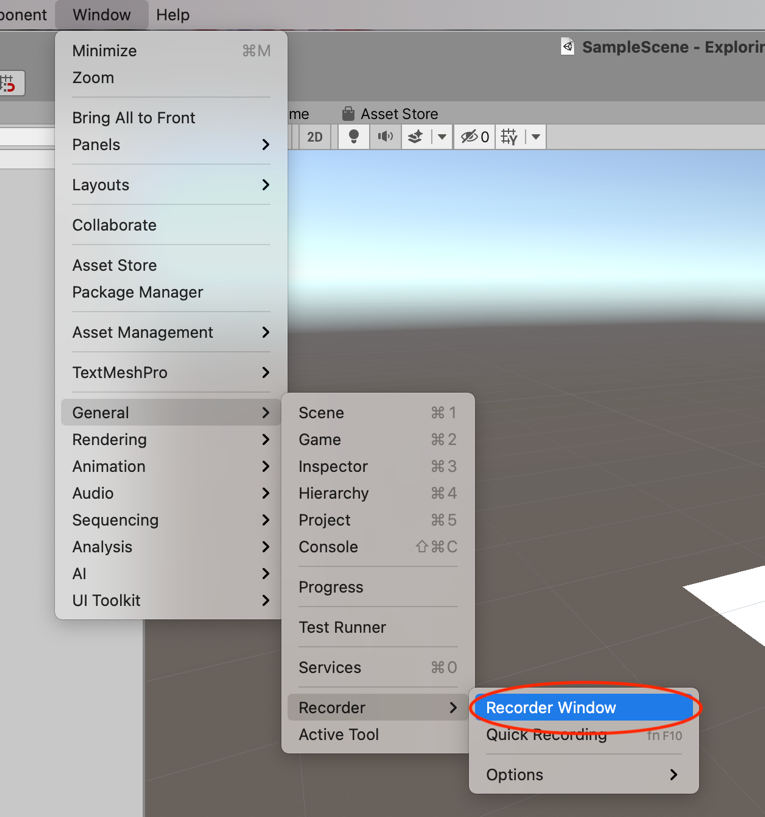 ponent Window Help
SampleScene - Explorin
Minimize ⌘M
Zoom
Bring All to Front
Panels
Layouts
Collaborate
Asset Store
Package Manager
Asset Management
TextMeshPro
General
Rendering
Animation
Audio
Sequencing
Analysis
AI
UI Toolkit
me Asset Store
2D 0
Scene ⌘1
Game ⌘2
Inspector ⌘3
Hierarchy ⌘4
Project ⌘5
Console ⇧⌘C
Progress
Test Runner
Services ⌘0
Recorder
Active Tool
Recorder Window
Quick Recording fn F10
Options